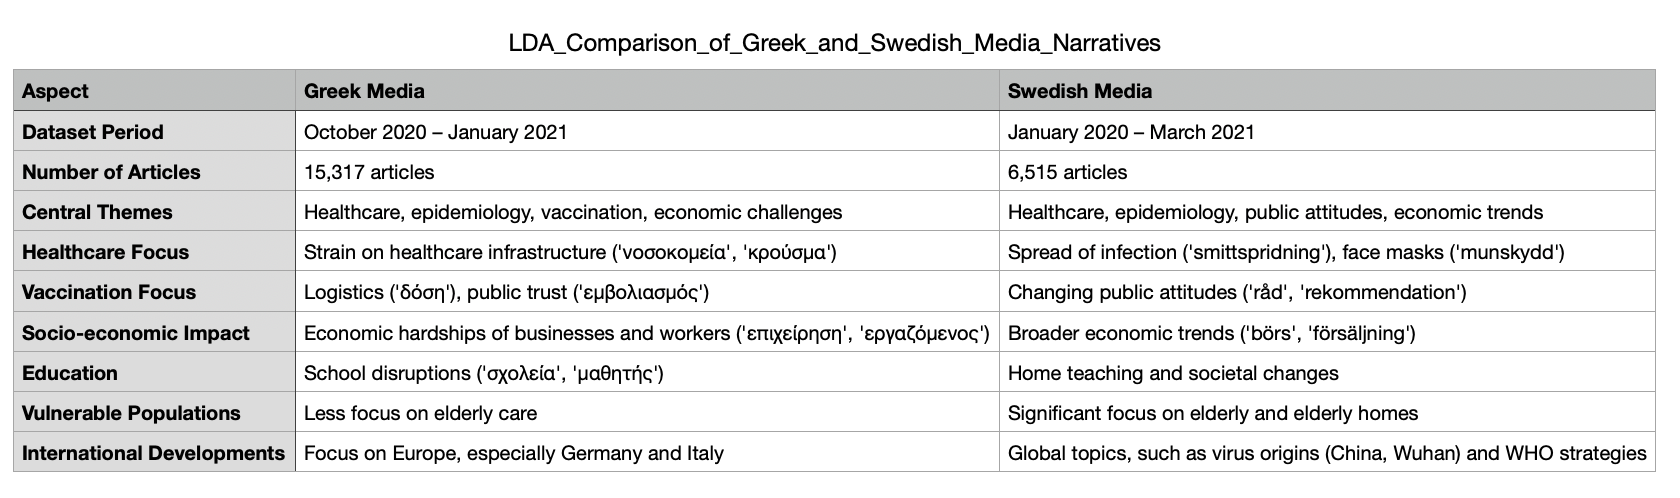 LDA_Comparison_of_Greek_and_Swedish_Media_Narratives
Aspect Greek Media Swedish Media
Dataset Period October 2020 – January 2021 January 2020 – March 2021
Number of Articles 15,317 articles 6,515 articles
Central Themes Healthcare, epidemiology, vaccination, economic challenges Healthcare, epidemiology, public attitudes, economic trends
Healthcare Focus Strain on healthcare infrastructure ('νοσοκομεία', 'κρούσμα') Spread of infection ('smittspridning'), face masks ('munskydd')
Vaccination Focus Logistics ('δόση'), public trust ('εμβολιασμός') Changing public attitudes ('råd', 'rekommendation')
Socio-economic Impact Economic hardships of businesses and workers ('επιχείρηση', 'εργαζόμενος') Broader economic trends ('börs', 'försäljning')
Education School disruptions ('σχολεία', 'μαθητής') Home teaching and societal changes
Vulnerable Populations Less focus on elderly care Significant focus on elderly and elderly homes
International Developments Focus on Europe, especially Germany and Italy Global topics, such as virus origins (China, Wuhan) and WHO strategies